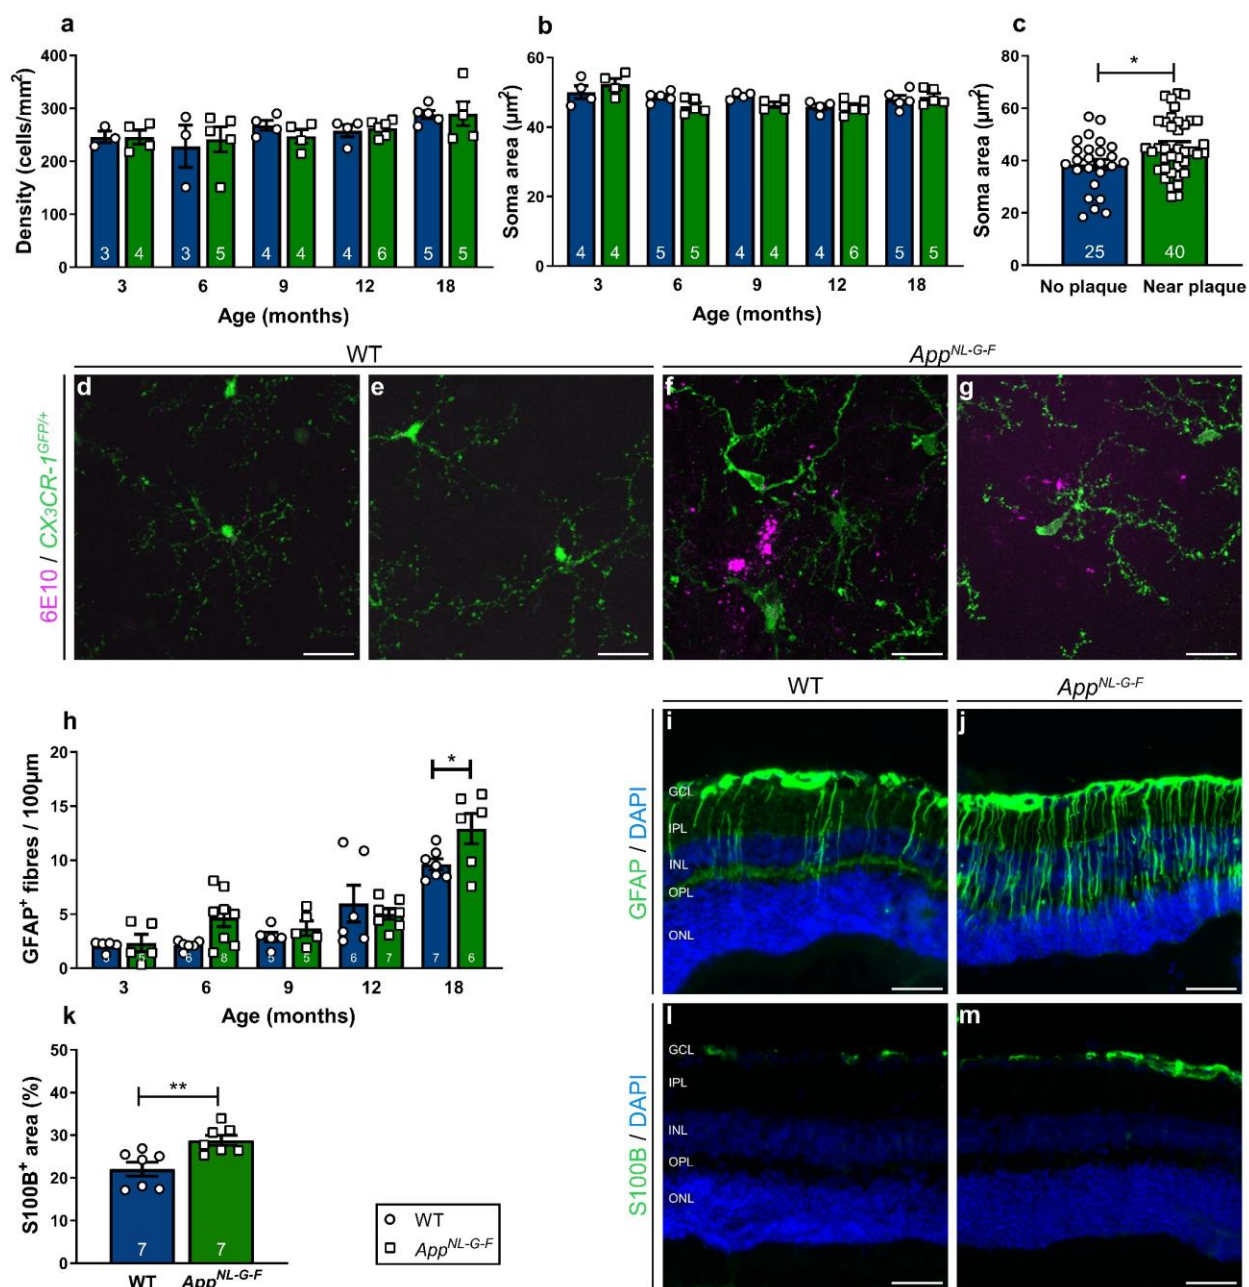 a
Density (cells/mm²)
400
300
200
100
0
3 4 3 5 4 4 4 6 5 5
3 6 9 12 18
Age (months)
b
Soma area (µm²)
60
40
20
0
4 4 5 5 4 4 4 6 5 5
3 6 9 12 18
Age (months)
c
Soma area (µm²)
80
60
40
20
0
*
25 40
No plaque Near plaque
WT
App^NL-G-F
6E10 / CX3CR-1^GFP/+
d
e
f
g
h
GFAP⁺ fibres / 100µm
20
15
10
5
0
*
5 8 5 5 6 7 7 6
3 6 9 12 18
Age (months)
WT
App^NL-G-F
GFAP / DAPI
i
GCL
IPL
INL
OPL
ONL
j
k
S100B⁺ area (%)
50
40
30
20
10
0
**
7 7
WT App^NL-G-F
WT
App^NL-G-F
S100B / DAPI
l
GCL
IPL
INL
OPL
ONL
m